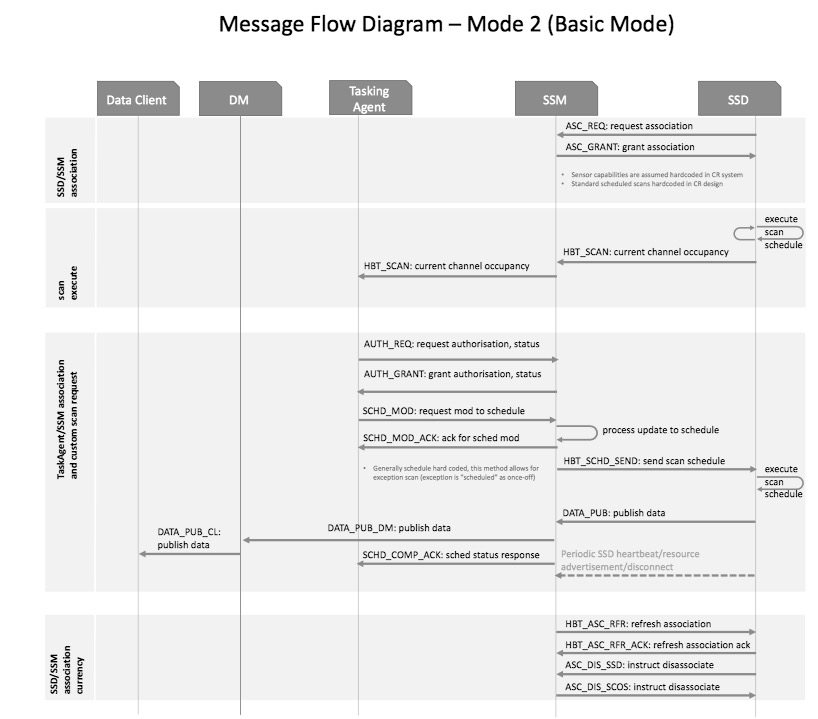 Message Flow Diagram – Mode 2 (Basic Mode)
Data Client
DM
Tasking
Agent
SSM
SSD
SSD/SSM
association
ASC_REQ: request association
ASC_GRANT: grant association
• Sensor capabilities are assumed hardcoded in CR system
• Standard scheduled scans hardcoded in CR design
scan
execute
execute
scan
schedule
HBT_SCAN: current channel occupancy
HBT_SCAN: current channel occupancy
TaskAgent/SSM association
and custom scan request
AUTH_REQ: request authorisation, status
AUTH_GRANT: grant authorisation, status
SCHD_MOD: request mod to schedule
process update to schedule
SCHD_MOD_ACK: ack for sched mod
• Generally schedule hard coded, this method allows for
exception scan (exception is “scheduled” as once-off)
HBT_SCHD_SEND: send scan schedule
execute
scan
schedule
DATA_PUB: publish data
DATA_PUB_DM: publish data
DATA_PUB_CL:
publish data
SCHD_COMP_ACK: sched status response
Periodic SSD heartbeat/resource
advertisement/disconnect
SSD/SSM
association
currency
HBT_ASC_RFR: refresh association
HBT_ASC_RFR_ACK: refresh association ack
ASC_DIS_SSD: instruct disassociate
ASC_DIS_SCOS: instruct disassociate